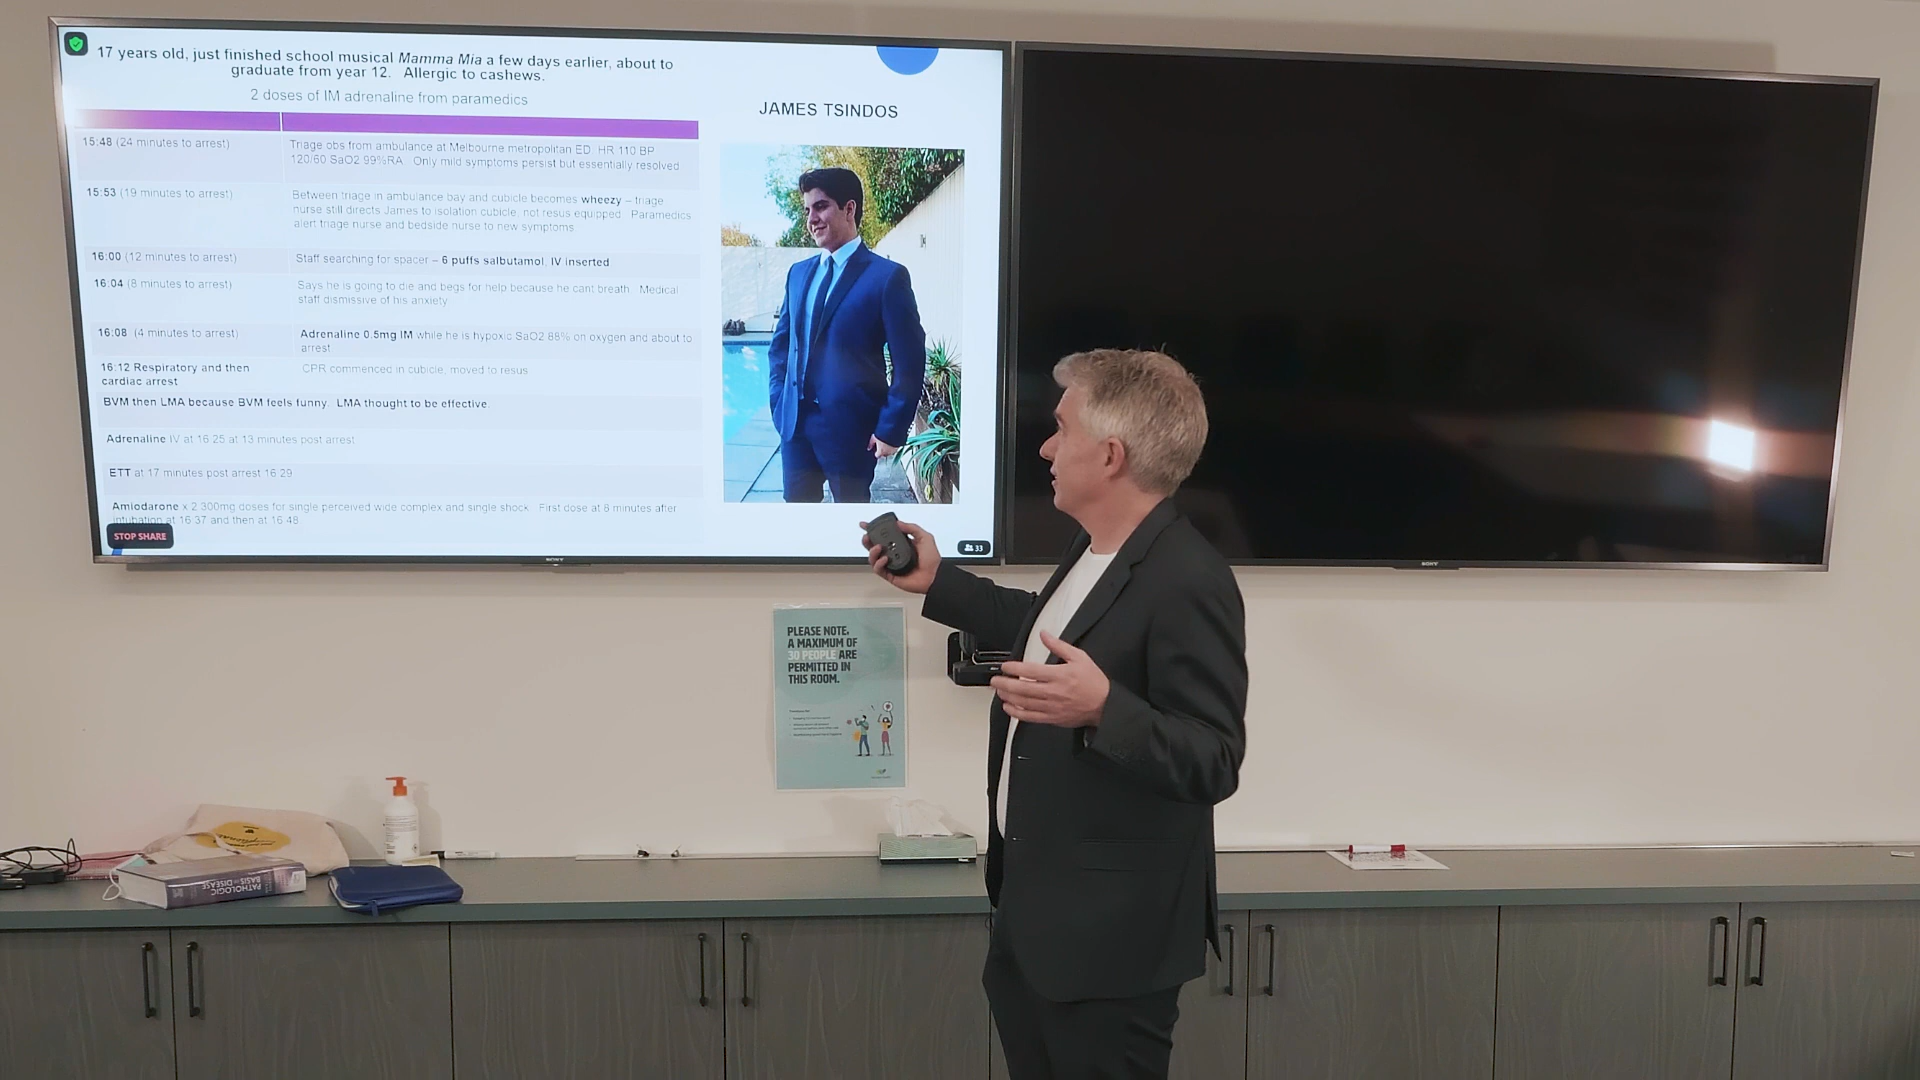 17 years old, just finished school musical Mamma Mia a few days earlier, about to
graduate from year 12. Allergic to cashews.
2 doses of IM adrenaline from paramedics
JAMES TSINDOS
15:48 (24 minutes to arrest)
Triage obs from ambulance at Melbourne metropolitan ED HR 110 BP
120/60 SaO2 99%RA Only mild symptoms persist but essentially resolved
15:53 (19 minutes to arrest)
Between triage in ambulance bay and cubicle becomes wheezy – triage
nurse still directs James to isolation cubicle, not resus equipped Paramedics
alert triage nurse and bedside nurse to new symptoms
16:00 (12 minutes to arrest)
Staff searching for spacer – 6 puffs salbutamol, IV inserted
16:04 (8 minutes to arrest)
Says he is going to die and begs for help because he cant breath. Medical
staff dismissive of his anxiety
16:08 (4 minutes to arrest)
Adrenaline 0.5mg IM while he is hypoxic SaO2 88% on oxygen and about to
arrest
16:12 Respiratory and then
cardiac arrest
CPR commenced in cubicle, moved to resus
BVM then LMA because BVM feels funny. LMA thought to be effective.
Adrenaline IV at 16:25 at 13 minutes post arrest
ETT at 17 minutes post arrest 16:29
Amiodarone x 2 300mg doses for single perceived wide complex and single shock. First dose at 8 minutes after
intubation at 16:37 and then at 16:48
STOP SHARE
33
SONY
SONY
PLEASE NOTE.
A MAXIMUM OF
30 PEOPLE ARE
PERMITTED IN
THIS ROOM.
PATHOLOGIC
BASIS OF DISEASE